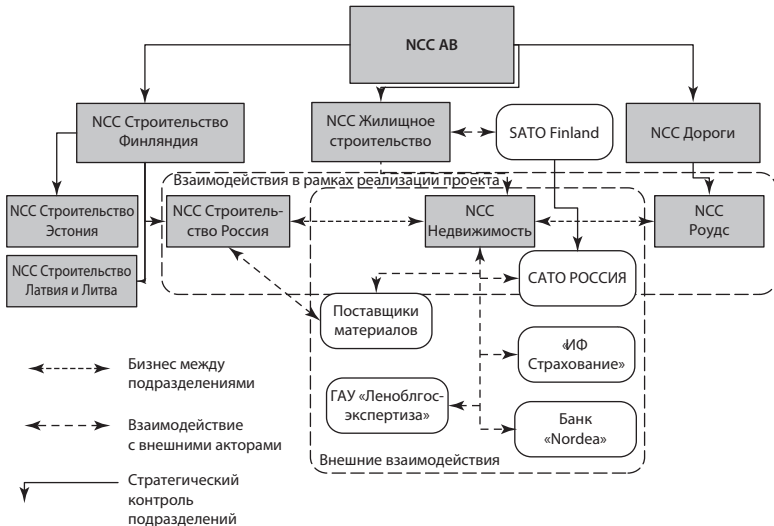 NCC AB
NCC Строительство
Финляндия
NCC Жилищное
строительство
SATO Finland
NCC Дороги
Взаимодействия в рамках реализации проекта
NCC Строительство
Эстония
NCC Строитель-
ство Россия
NCC
Недвижимость
NCC
Роудс
NCC Строительство
Латвия и Литва
САТО РОССИЯ
Поставщики
материалов
«ИФ
Страхование»
ГАУ «Леноблгос-
экспертиза»
Банк
«Nordea»
Внешние взаимодействия
Бизнес между
подразделениями
Взаимодействие
с внешними акторами
Стратегический
контроль
подразделений